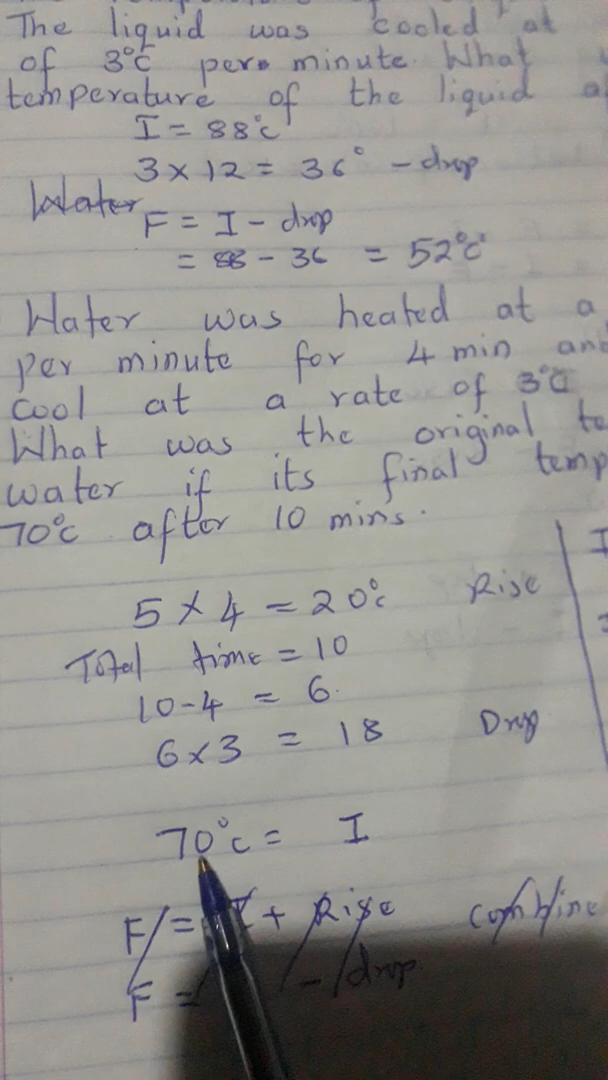 The liquid was cooled at
of 3°C per minute. What
temperature of the liquid
I = 88°C
3 x 12 = 36° - drop
Water
F = I - drop
= 88 - 36 = 52°C
Water was heated at a
per minute for 4 min and
cool at a rate of 3°C
What was the original te
water if its final temp
70°C after 10 mins.
5 x 4 = 20°C Rise
Total time = 10
10-4 = 6.
6 x 3 = 18 Drop
70°C = I
F = I + Rise combine
F = - drop